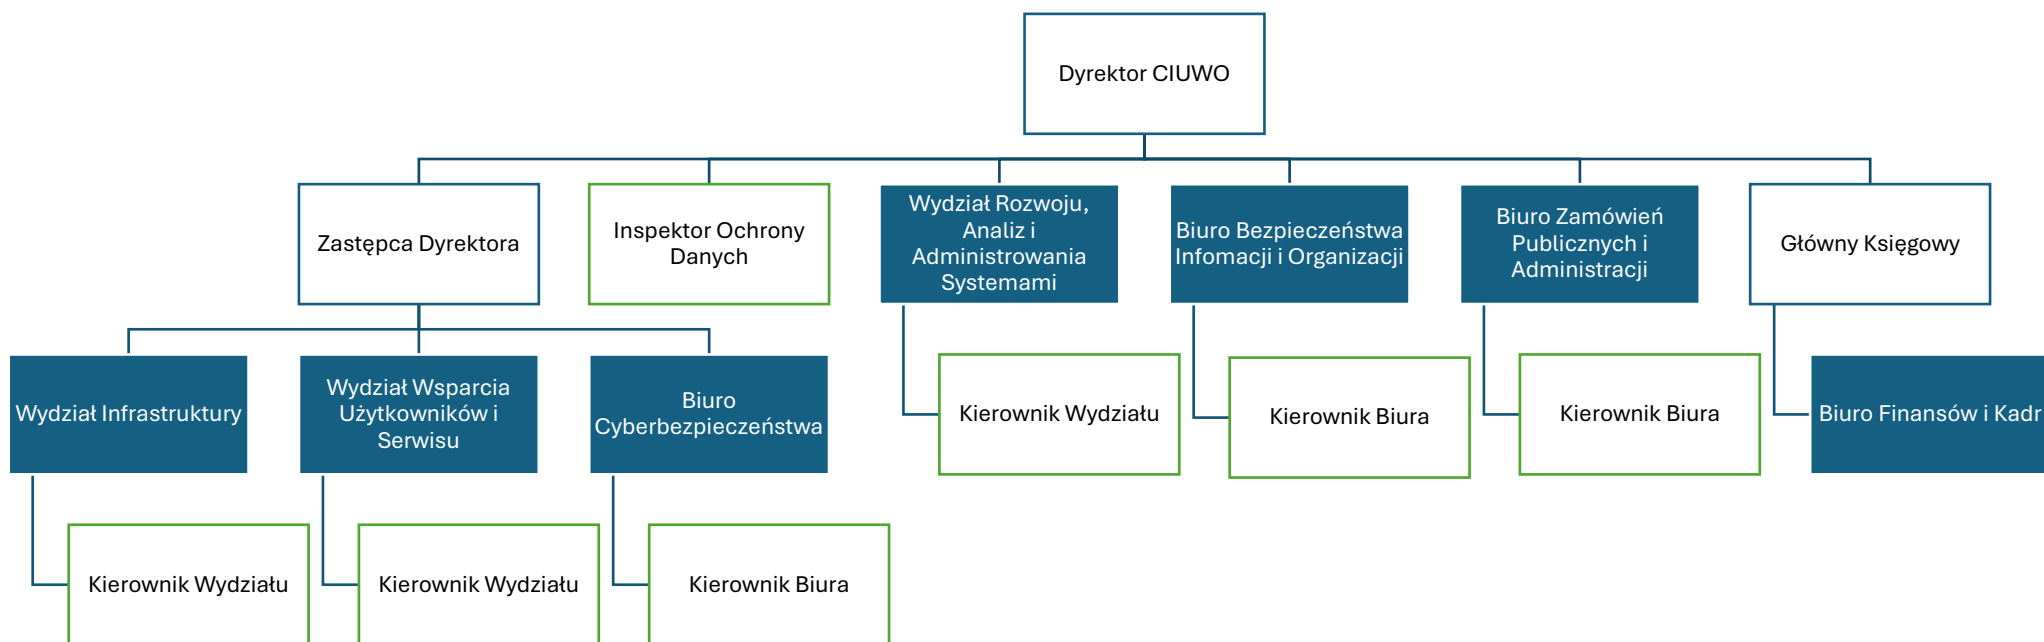 Dyrektor CIUWO
Zastępca Dyrektora
Inspektor Ochrony
Danych
Wydział Rozwoju,
Analiz i
Administrowania
Systemami
Biuro Bezpieczeństwa
Infomacji i Organizacji
Biuro Zamówień
Publicznych i
Administracji
Główny Księgowy
Wydział Infrastruktury
Wydział Wsparcia
Użytkowników i
Serwisu
Biuro
Cyberbezpieczeństwa
Kierownik Wydziału
Kierownik Biura
Kierownik Biura
Biuro Finansów i Kadr
Kierownik Wydziału
Kierownik Wydziału
Kierownik Biura